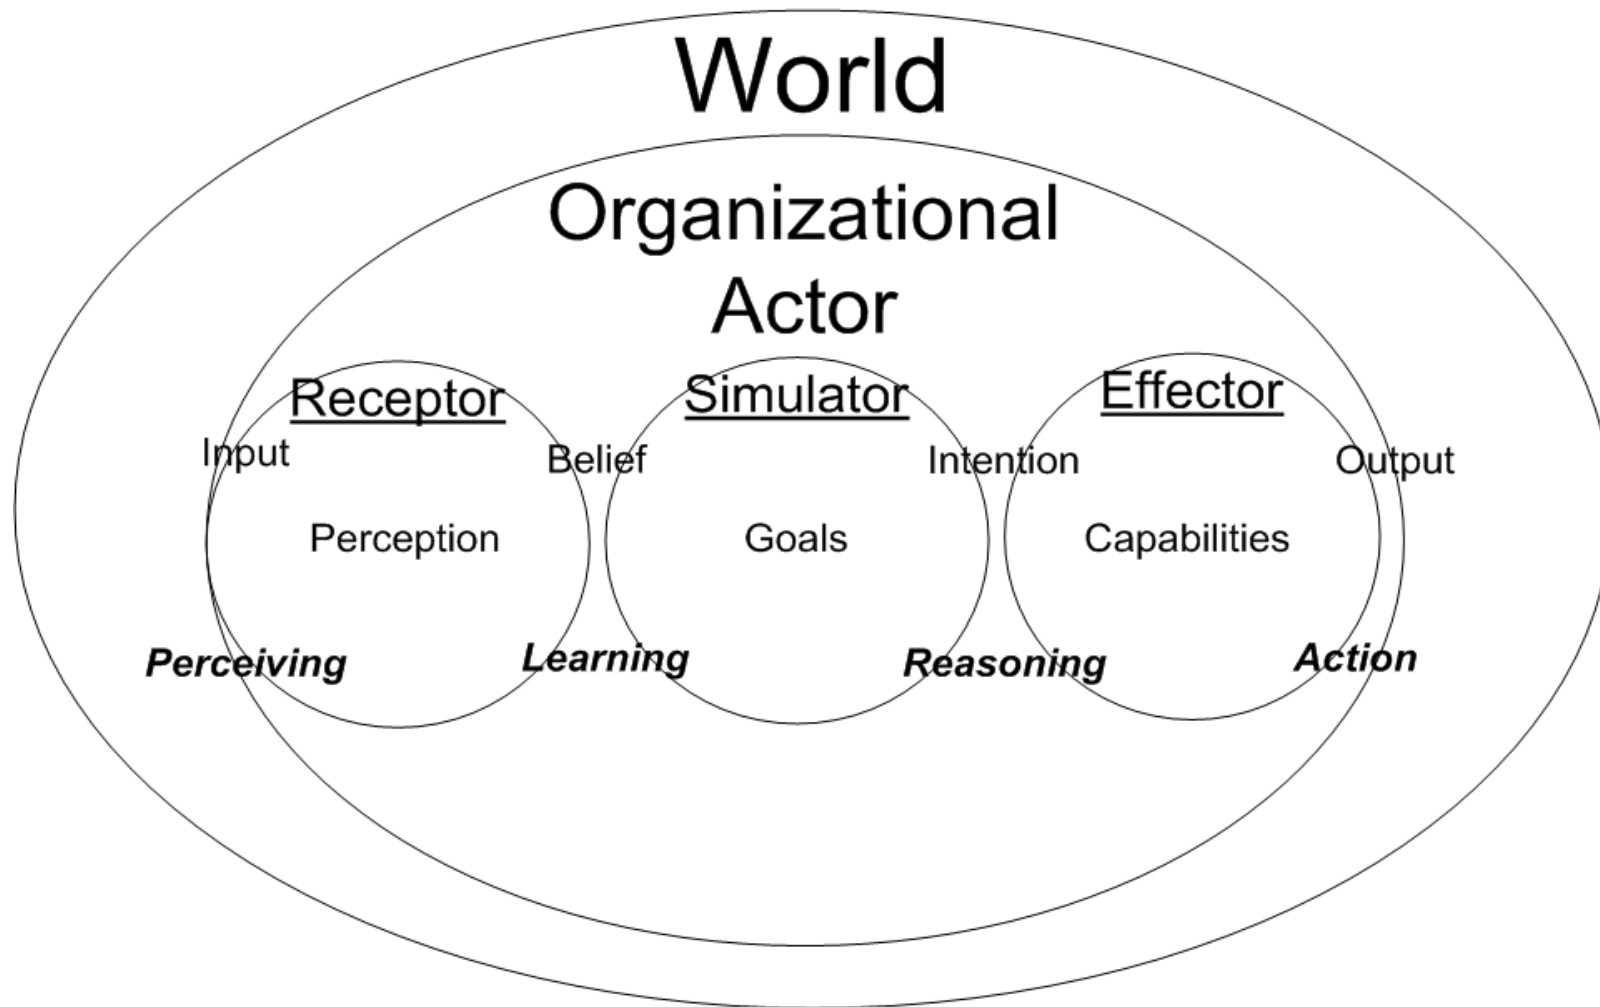 World
Organizational
Actor
Receptor
Simulator
Effector
Input
Belief
Intention
Output
Perception
Goals
Capabilities
Perceiving
Learning
Reasoning
Action